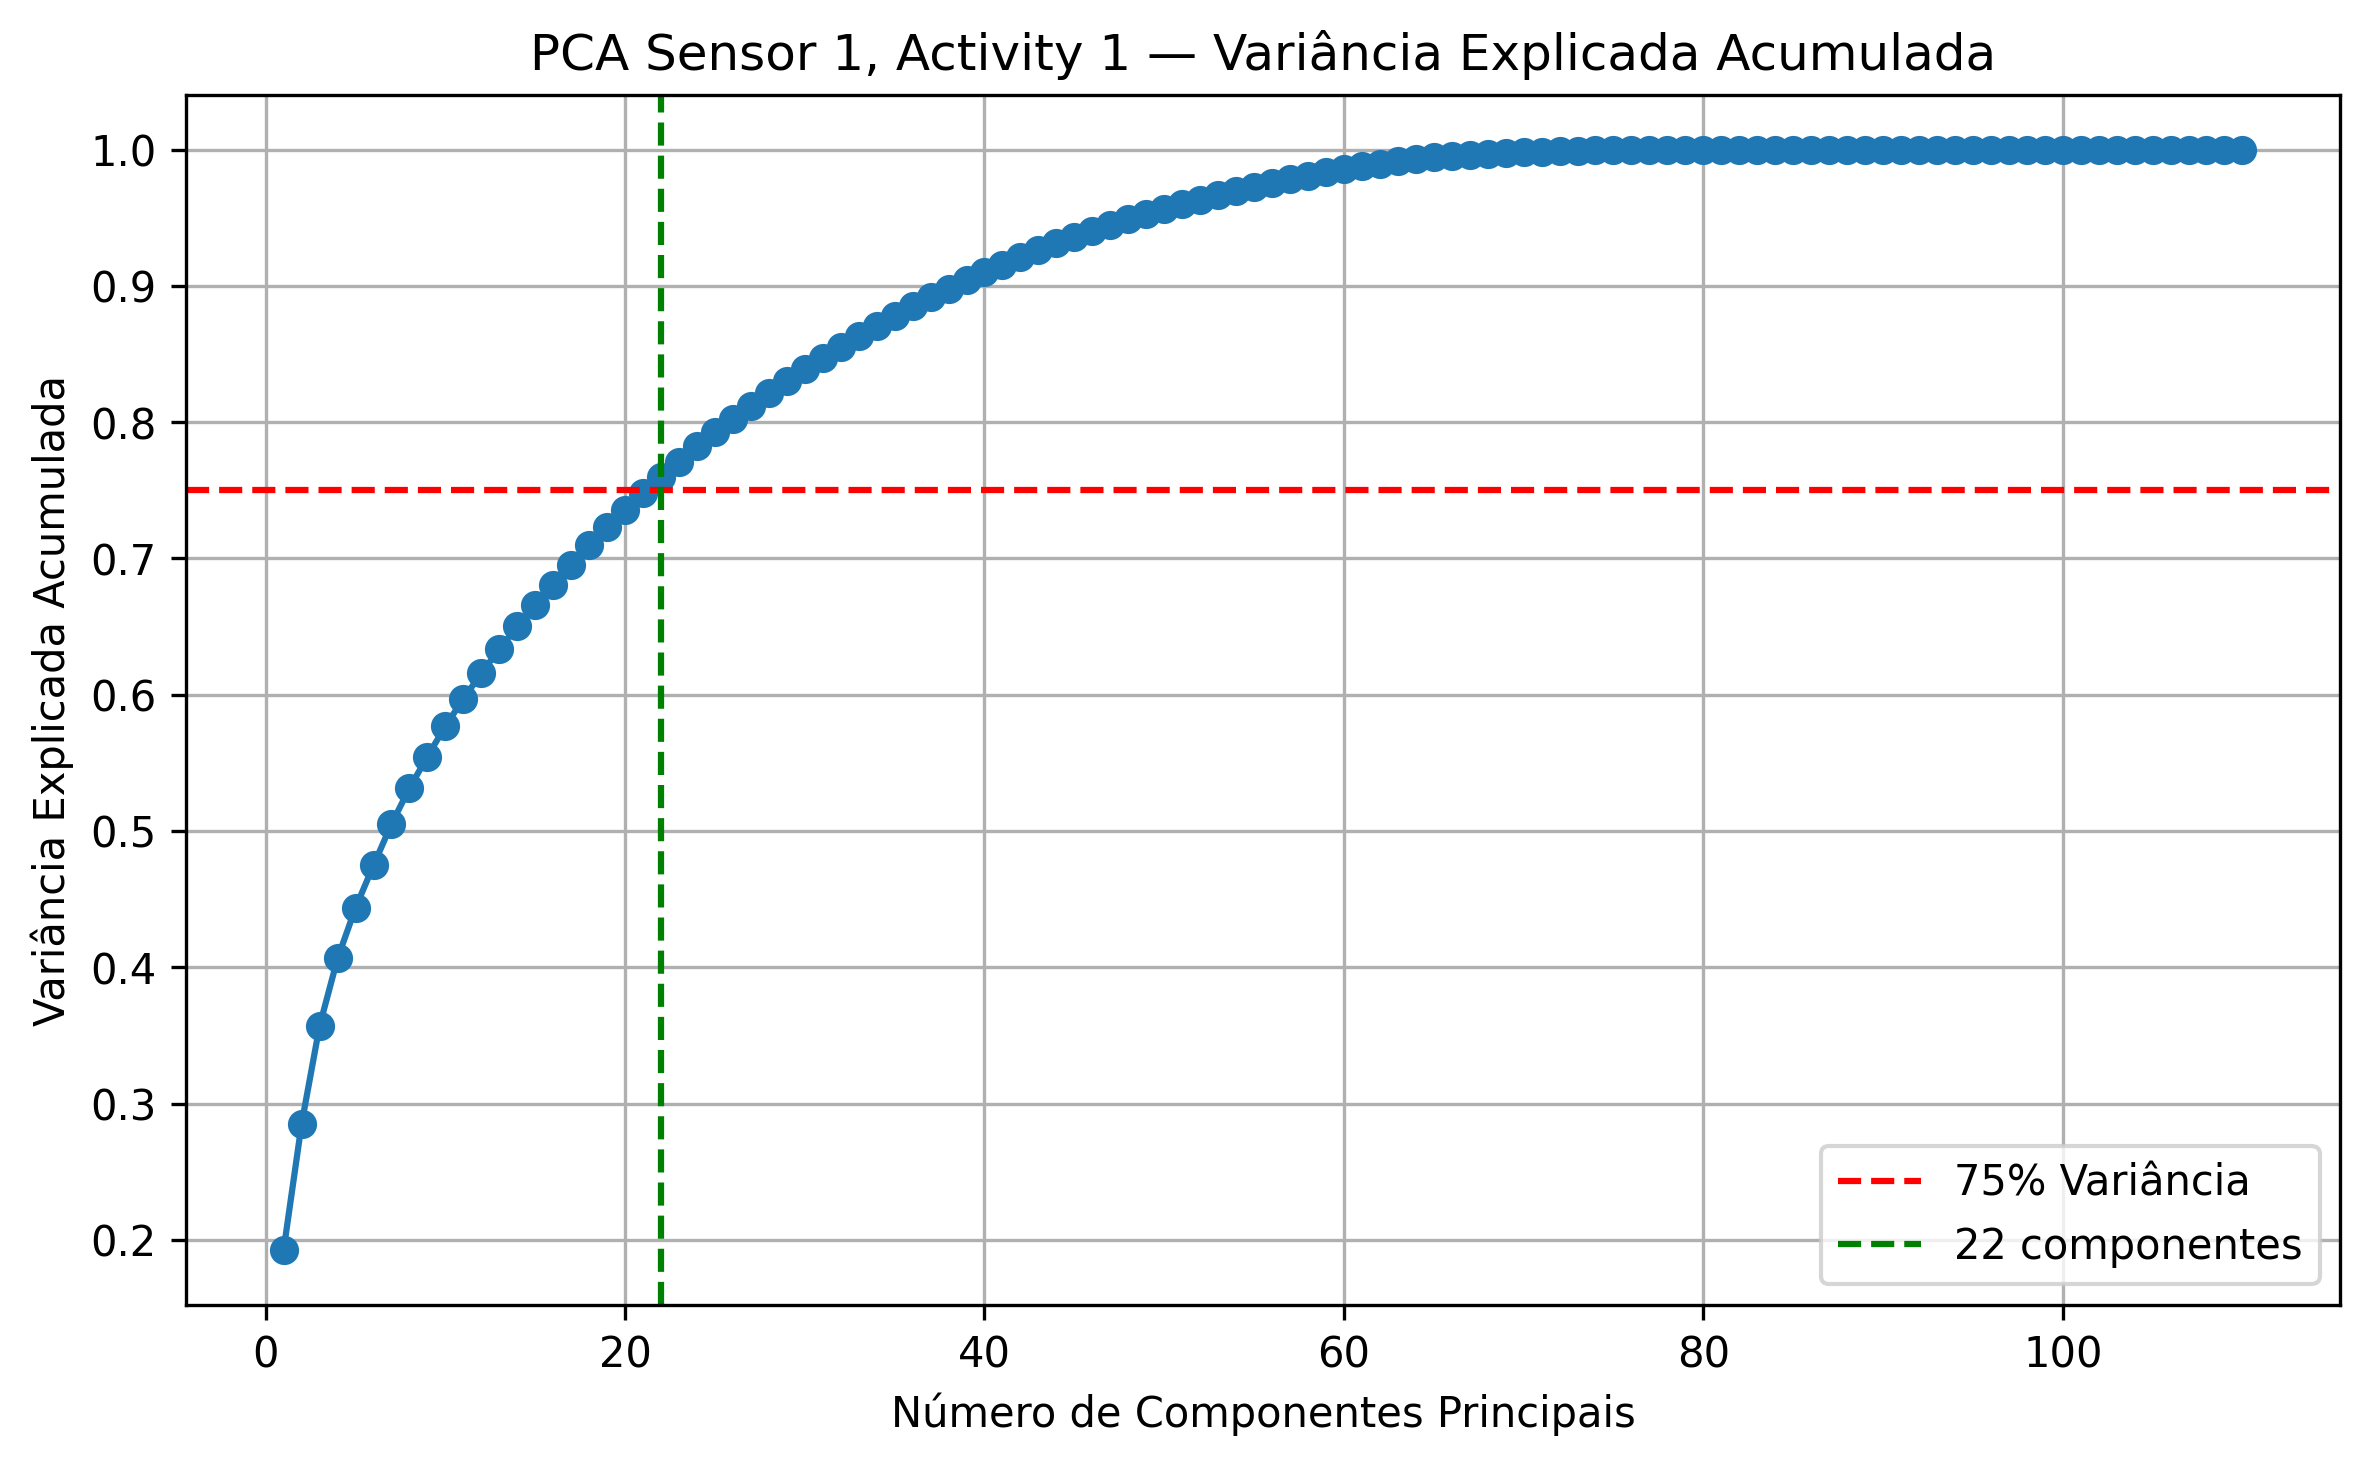 PCA Sensor 1, Activity 1 — Variância Explicada Acumulada
Variância Explicada Acumulada
1.0
0.9
0.8
0.7
0.6
0.5
0.4
0.3
0.2
75% Variância
22 componentes
0 20 40 60 80 100
Número de Componentes Principais